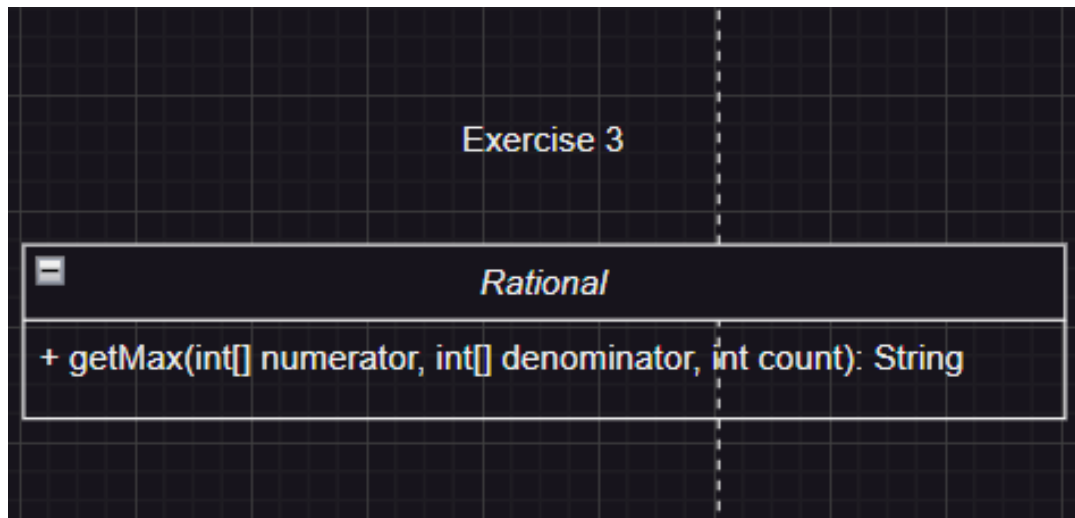 Exercise 3
Rational
+ getMax(int[] numerator, int[] denominator, int count): String